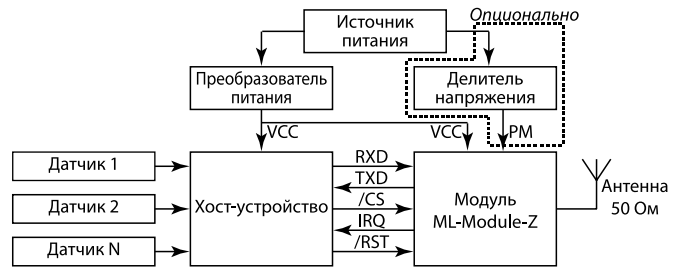 Источник
питания
Опционально
Преобразователь
питания
Делитель
напряжения
VCC
VCC
PM
Датчик 1
Датчик 2
Датчик N
Хост-устройство
RXD
TXD
/CS
IRQ
/RST
Модуль
ML-Module-Z
Антенна
50 Ом